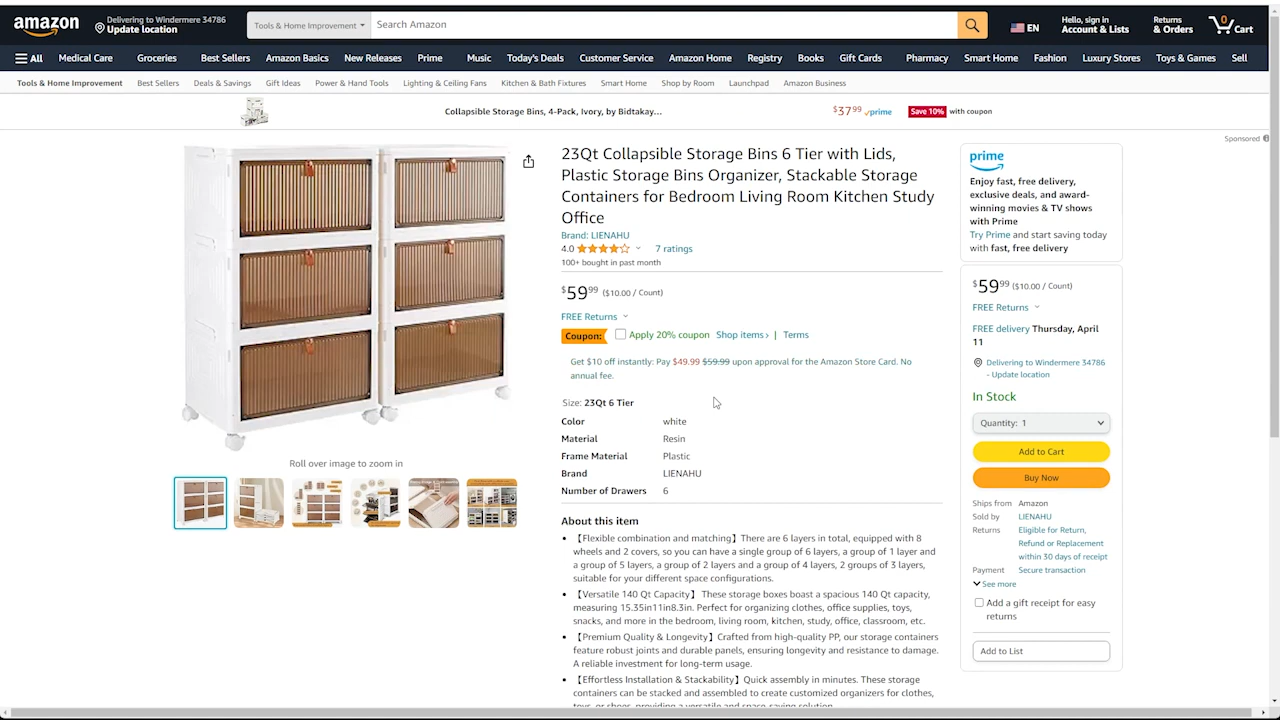 amazon
Delivering to Windermere 34786
Update location
Tools & Home Improvement
Search Amazon
EN
Hello, sign in
Account & Lists
Returns
& Orders
0
Cart
All
Medical Care
Groceries
Best Sellers
Amazon Basics
New Releases
Prime
Music
Today's Deals
Customer Service
Amazon Home
Registry
Books
Gift Cards
Pharmacy
Smart Home
Fashion
Luxury Stores
Toys & Games
Sell
Tools & Home Improvement
Best Sellers
Deals & Savings
Gift Ideas
Power & Hand Tools
Lighting & Ceiling Fans
Kitchen & Bath Fixtures
Smart Home
Shop by Room
Launchpad
Amazon Business
Collapsible Storage Bins, 4-Pack, Ivory, by Bidtakay...
$37 99 prime
Save 10% with coupon
Sponsored
23Qt Collapsible Storage Bins 6 Tier with Lids,
Plastic Storage Bins Organizer, Stackable Storage
Containers for Bedroom Living Room Kitchen Study
Office
Brand: LIENAHU
4.0
7 ratings
100+ bought in past month
$59 99 ($10.00 / Count)
FREE Returns
Coupon:
Apply 20% coupon
Shop items ›
|
Terms
Get $10 off instantly: Pay $49.99 $59.99 upon approval for the Amazon Store Card. No
annual fee.
Size: 23Qt 6 Tier
Color white
Material Resin
Frame Material Plastic
Brand LIENAHU
Number of Drawers 6
About this item
• 【Flexible combination and matching】There are 6 layers in total, equipped with 8
wheels and 2 covers, so you can have a single group of 6 layers, a group of 1 layer and
a group of 5 layers, a group of 2 layers and a group of 4 layers, 2 groups of 3 layers,
suitable for your different space configurations.
• 【Versatile 140 Qt Capacity】 These storage boxes boast a spacious 140 Qt capacity,
measuring 15.35in11in8.3in. Perfect for organizing clothes, office supplies, toys,
snacks, and more in the bedroom, living room, kitchen, study, office, classroom, etc.
• 【Premium Quality & Longevity】Crafted from high-quality PP, our storage containers
feature robust joints and durable panels, ensuring longevity and resistance to damage.
A reliable investment for long-term usage.
• 【Effortless Installation & Stackability】Quick assembly in minutes. These storage
containers can be stacked and assembled to create customized organizers for clothes,
toys, or shoes, providing a versatile and space-saving solution.
Roll over image to zoom in
prime
Enjoy fast, free delivery,
exclusive deals, and award-
winning movies & TV shows
with Prime
Try Prime and start saving today
with fast, free delivery
$59 99 ($10.00 / Count)
FREE Returns
FREE delivery Thursday, April
11
Delivering to Windermere 34786
- Update location
In Stock
Quantity: 1
Add to Cart
Buy Now
Ships from Amazon
Sold by LIENAHU
Returns Eligible for Return,
Refund or Replacement
within 30 days of receipt
Payment Secure transaction
See more
Add a gift receipt for easy
returns
Add to List